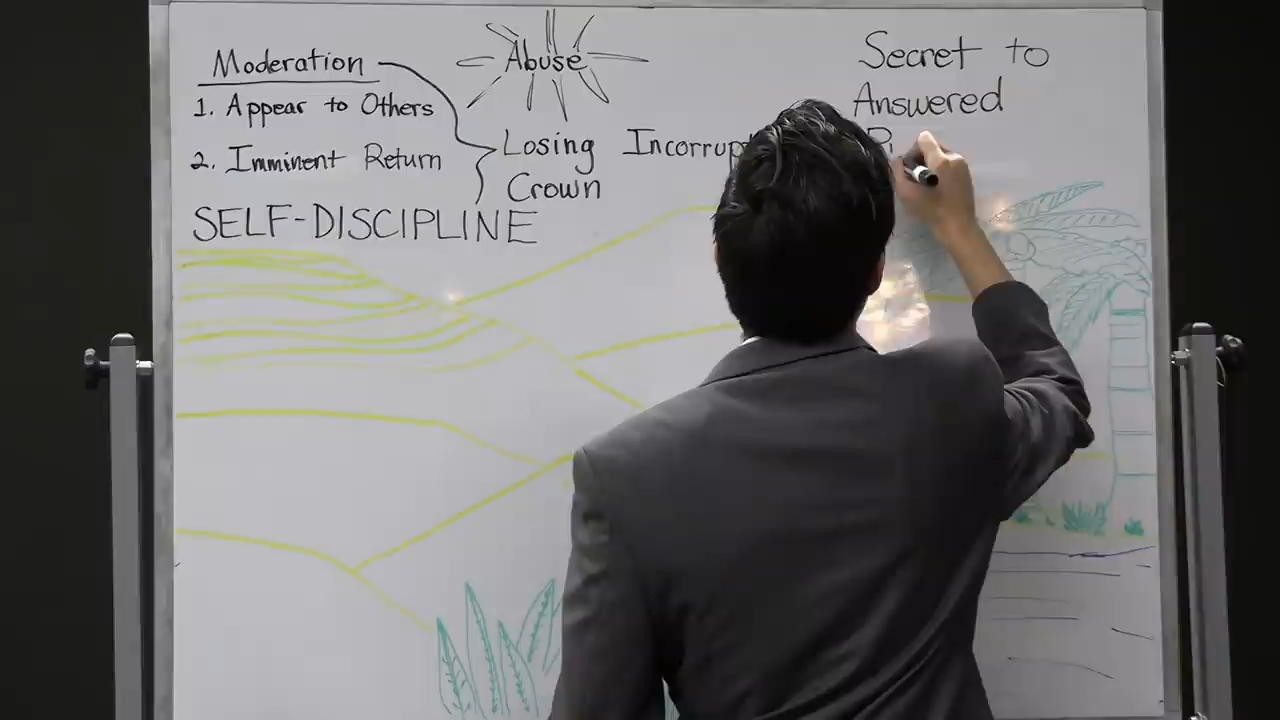 Moderation
1. Appear to Others
2. Imminent Return
Abuse
Losing Incorrup
Crown
SELF-DISCIPLINE
Secret to
Answered